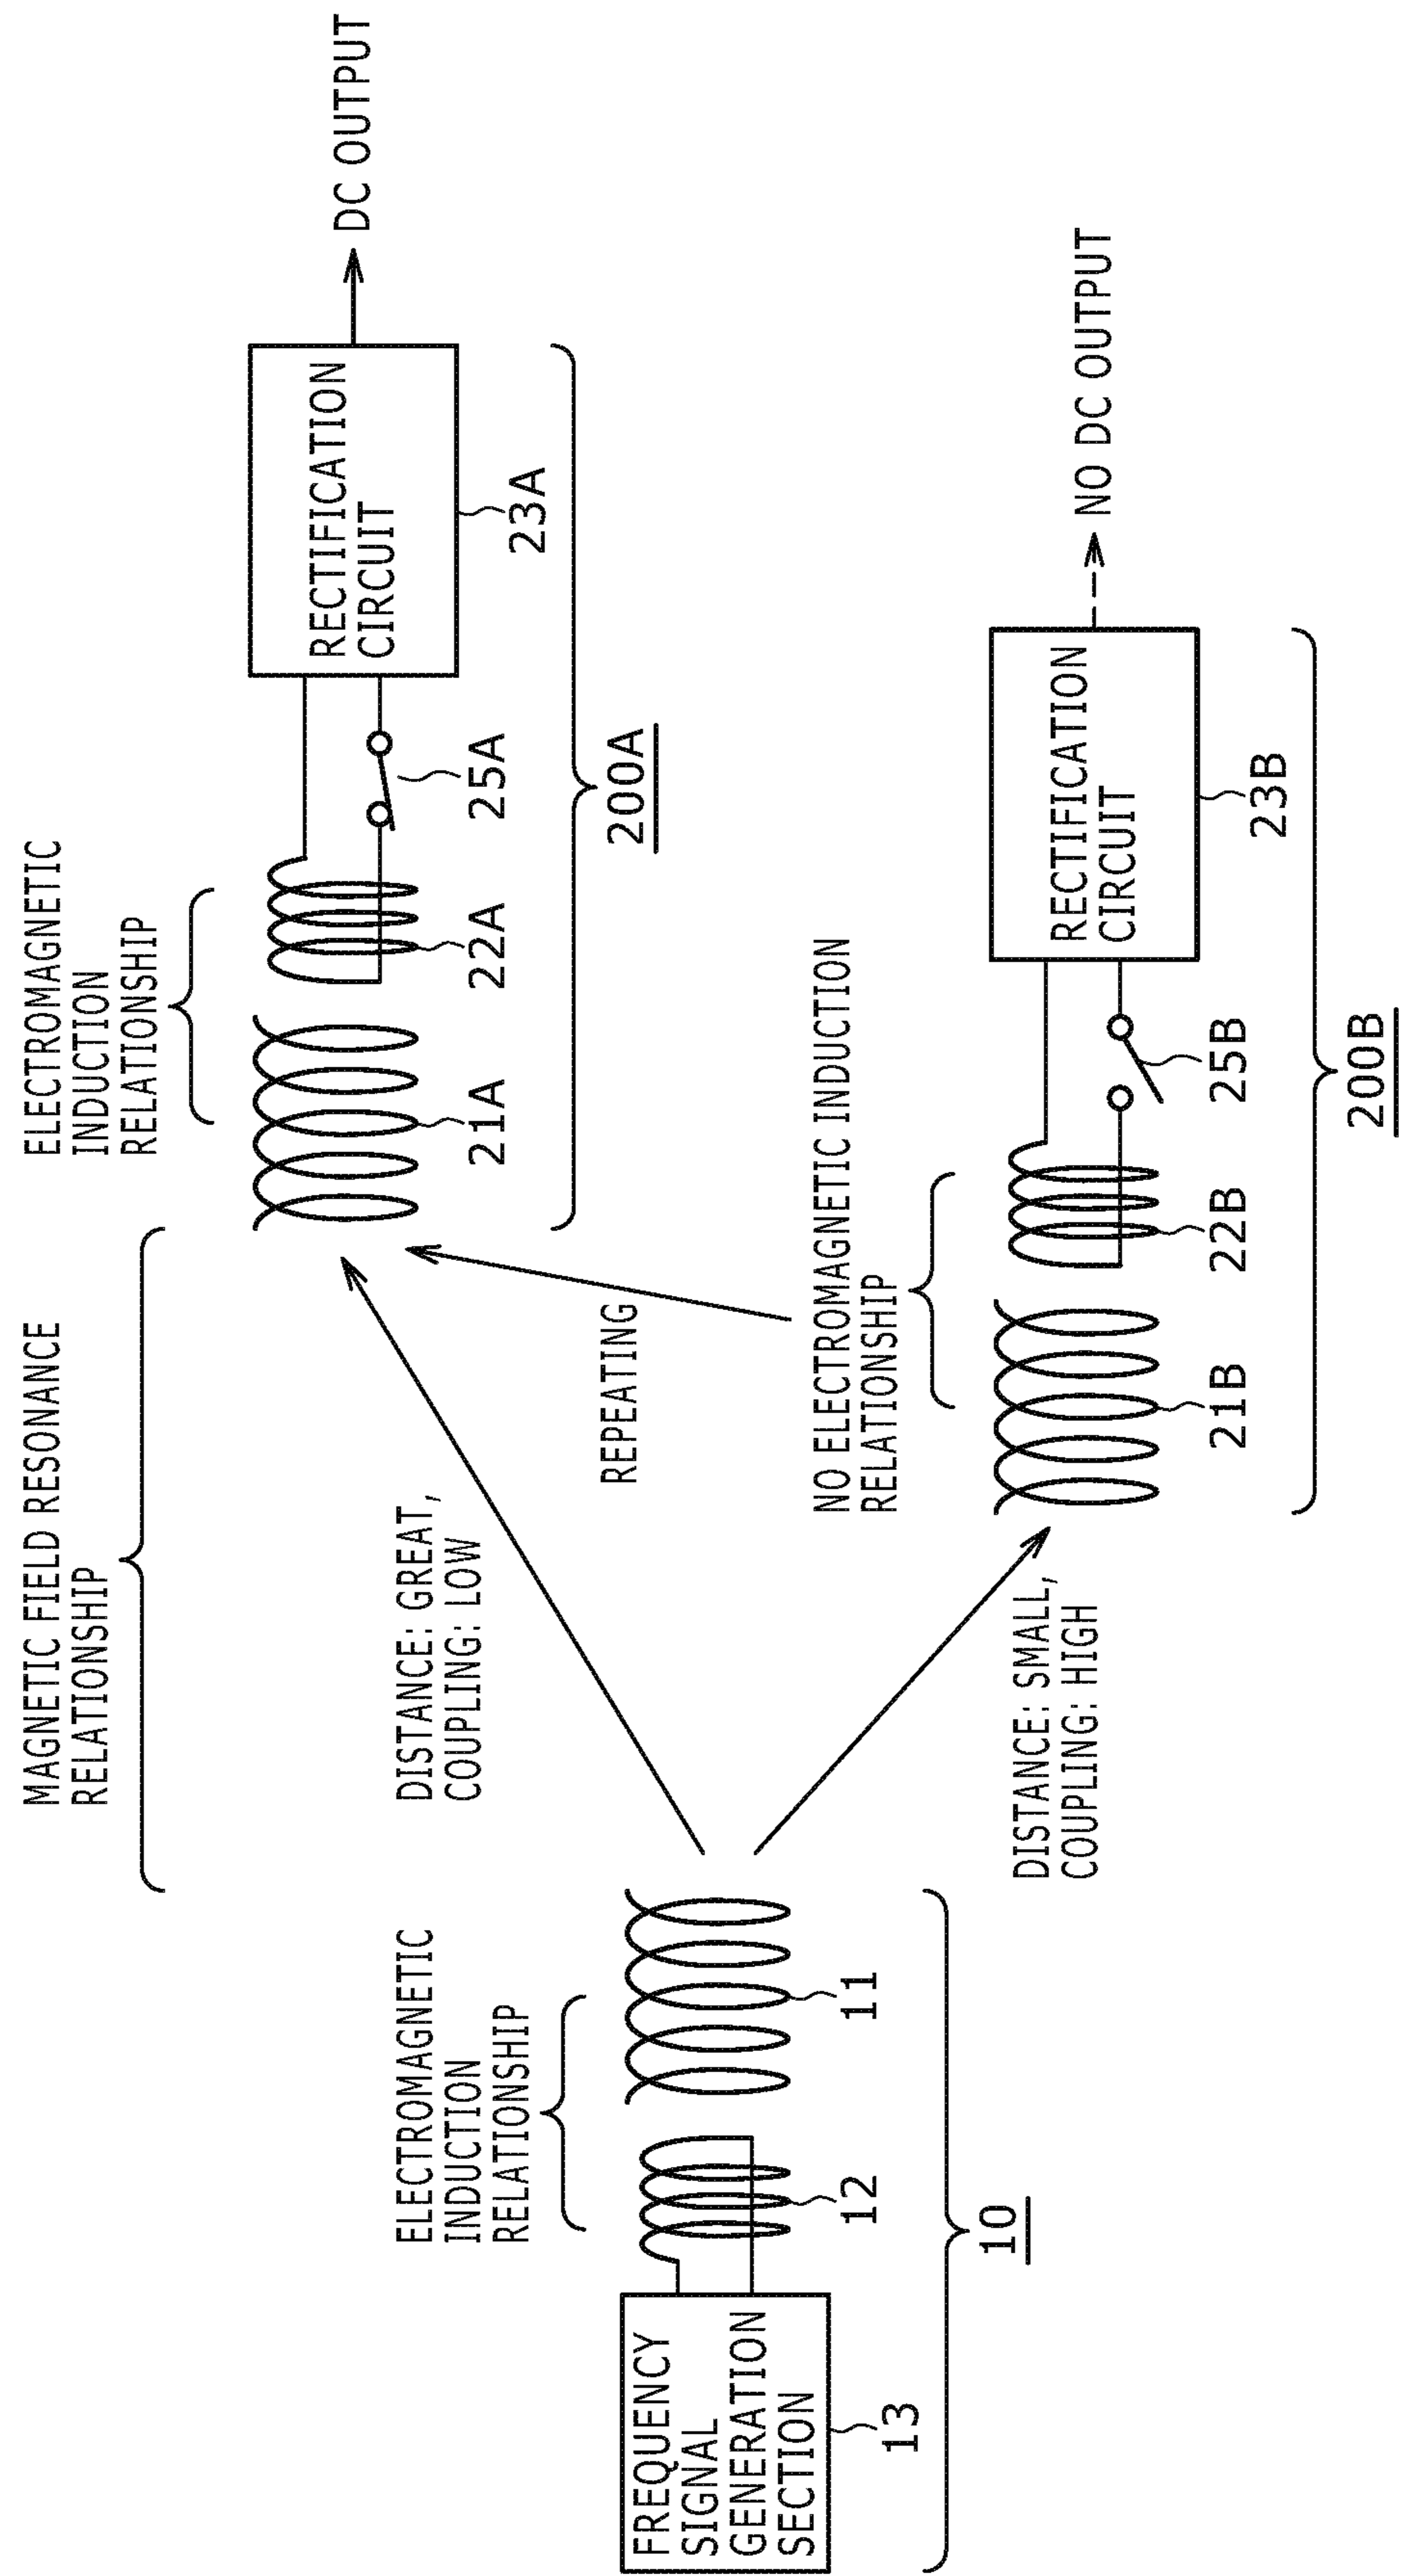 MAGNETIC FIELD RESONANCE
RELATIONSHIP
ELECTROMAGNETIC
INDUCTION
RELATIONSHIP
DC OUTPUT
RECTIFICATION
CIRCUIT
21A
22A
25A
23A
200A
ELECTROMAGNETIC
INDUCTION
RELATIONSHIP
DISTANCE: GREAT,
COUPLING: LOW
REPEATING
FREQUENCY
SIGNAL
GENERATION
SECTION
13
12
11
10
NO ELECTROMAGNETIC INDUCTION
RELATIONSHIP
DISTANCE: SMALL,
COUPLING: HIGH
NO DC OUTPUT
RECTIFICATION
CIRCUIT
21B
22B
25B
23B
200B